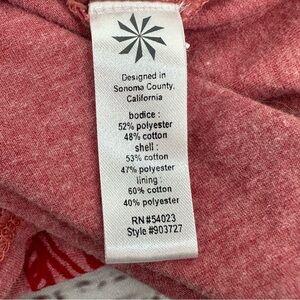 Designed in
Sonoma County,
California
bodice :
52% polyester
48% cotton
shell :
53% cotton
47% polyester
lining :
60% cotton
40% polyester
RN#54023
Style #903727